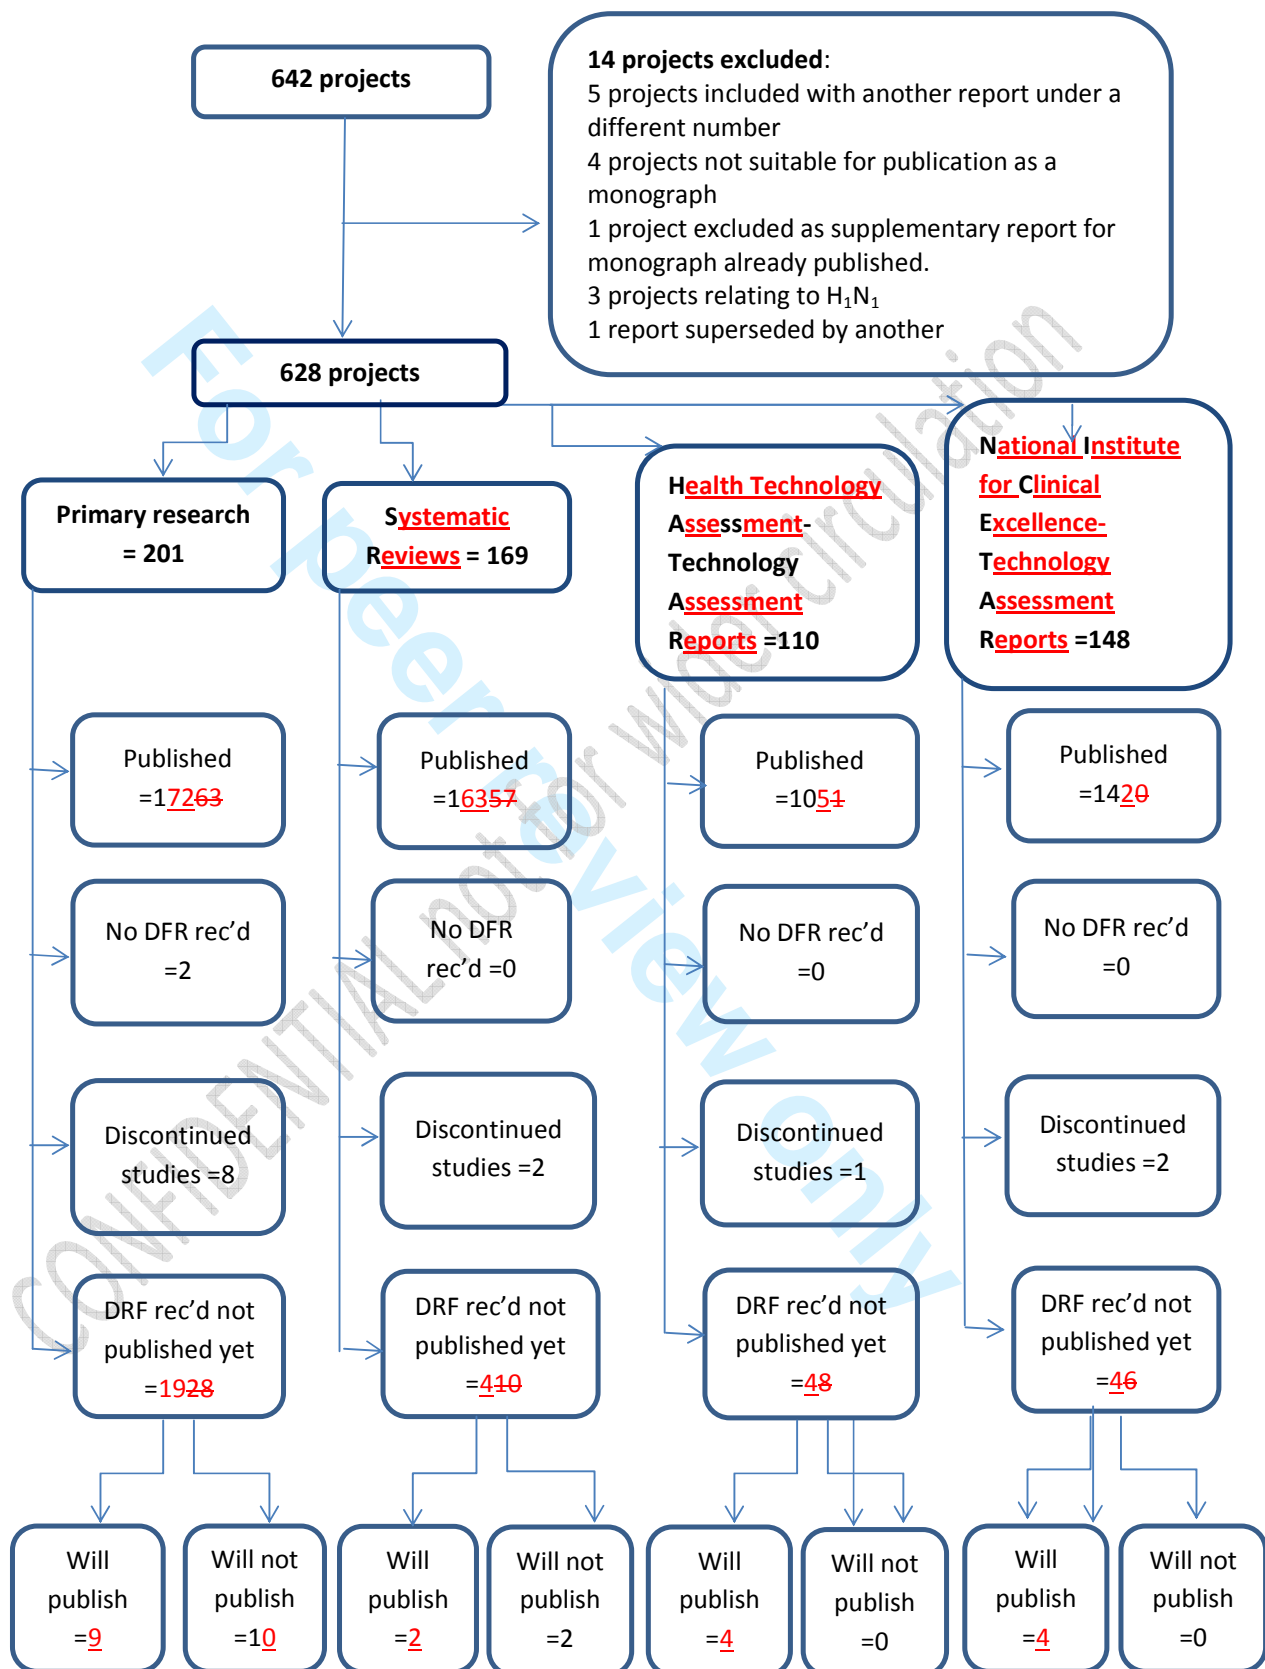 642 projects
14 projects excluded:
5 projects included with another report under a
different number
4 projects not suitable for publication as a
monograph
1 project excluded as supplementary report for
monograph already published.
3 projects relating to H₁N₁
1 report superseded by another
628 projects
Primary research
= 201
Systematic
Reviews = 169
Health Technology
Assessment-
Technology
Assessment
Reports =110
National Institute
for Clinical
Excellence-
Technology
Assessment
Reports =148
Published
=17263
Published
=16357
Published
=1051
Published
=1420
No DFR rec’d
=2
No DFR
rec’d =0
No DFR rec’d
=0
No DFR rec’d
=0
Discontinued
studies =8
Discontinued
studies =2
Discontinued
studies =1
Discontinued
studies =2
DRF rec’d not
published yet
=1928
DRF rec’d not
published yet
=410
DRF rec’d not
published yet
=48
DRF rec’d not
published yet
=46
Will
publish
=9
Will not
publish
=10
Will
publish
=2
Will not
publish
=2
Will
publish
=4
Will not
publish
=0
Will
publish
=4
Will not
publish
=0
For peer review only
CONFIDENTIAL not for wider circulation